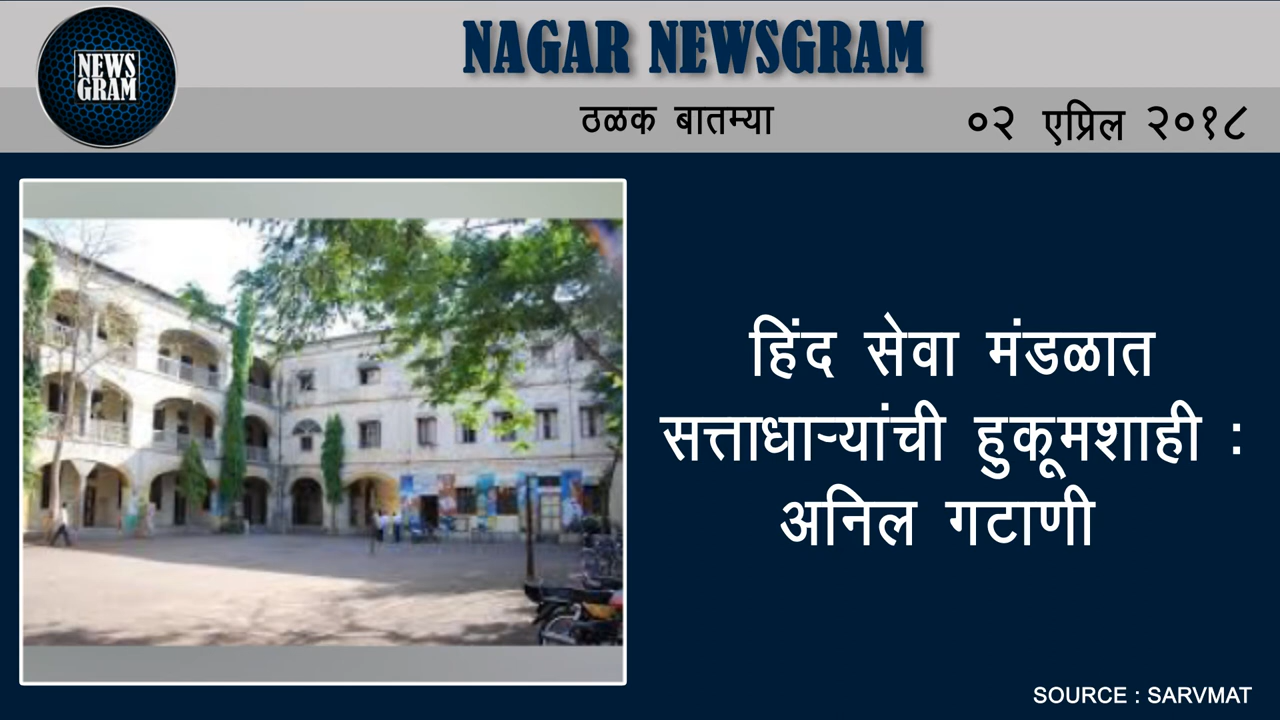 NEWS
GRAM
NAGAR NEWSGRAM
ठळक बातम्या
०२ एप्रिल २०१८
हिंद सेवा मंडळात
सत्ताधाऱ्यांची हुकूमशाही :
अनिल गटाणी
SOURCE : SARVMAT